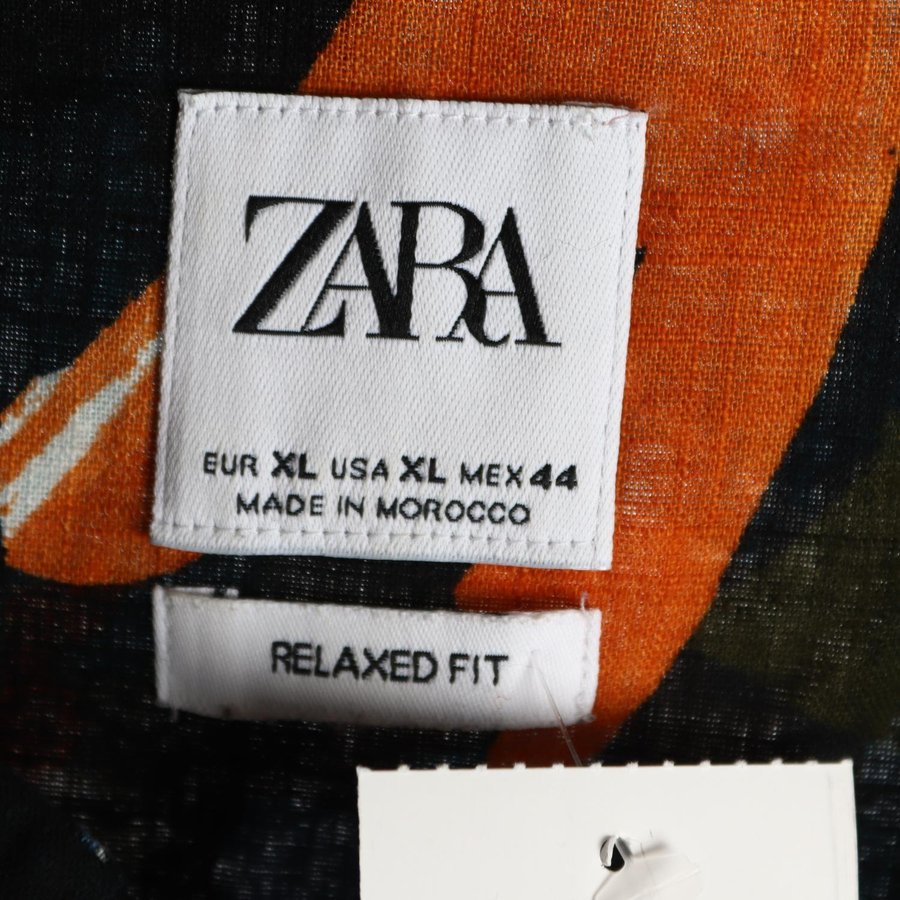 ZARA
EUR XL USA XL MEX 44
MADE IN MOROCCO
RELAXED FIT